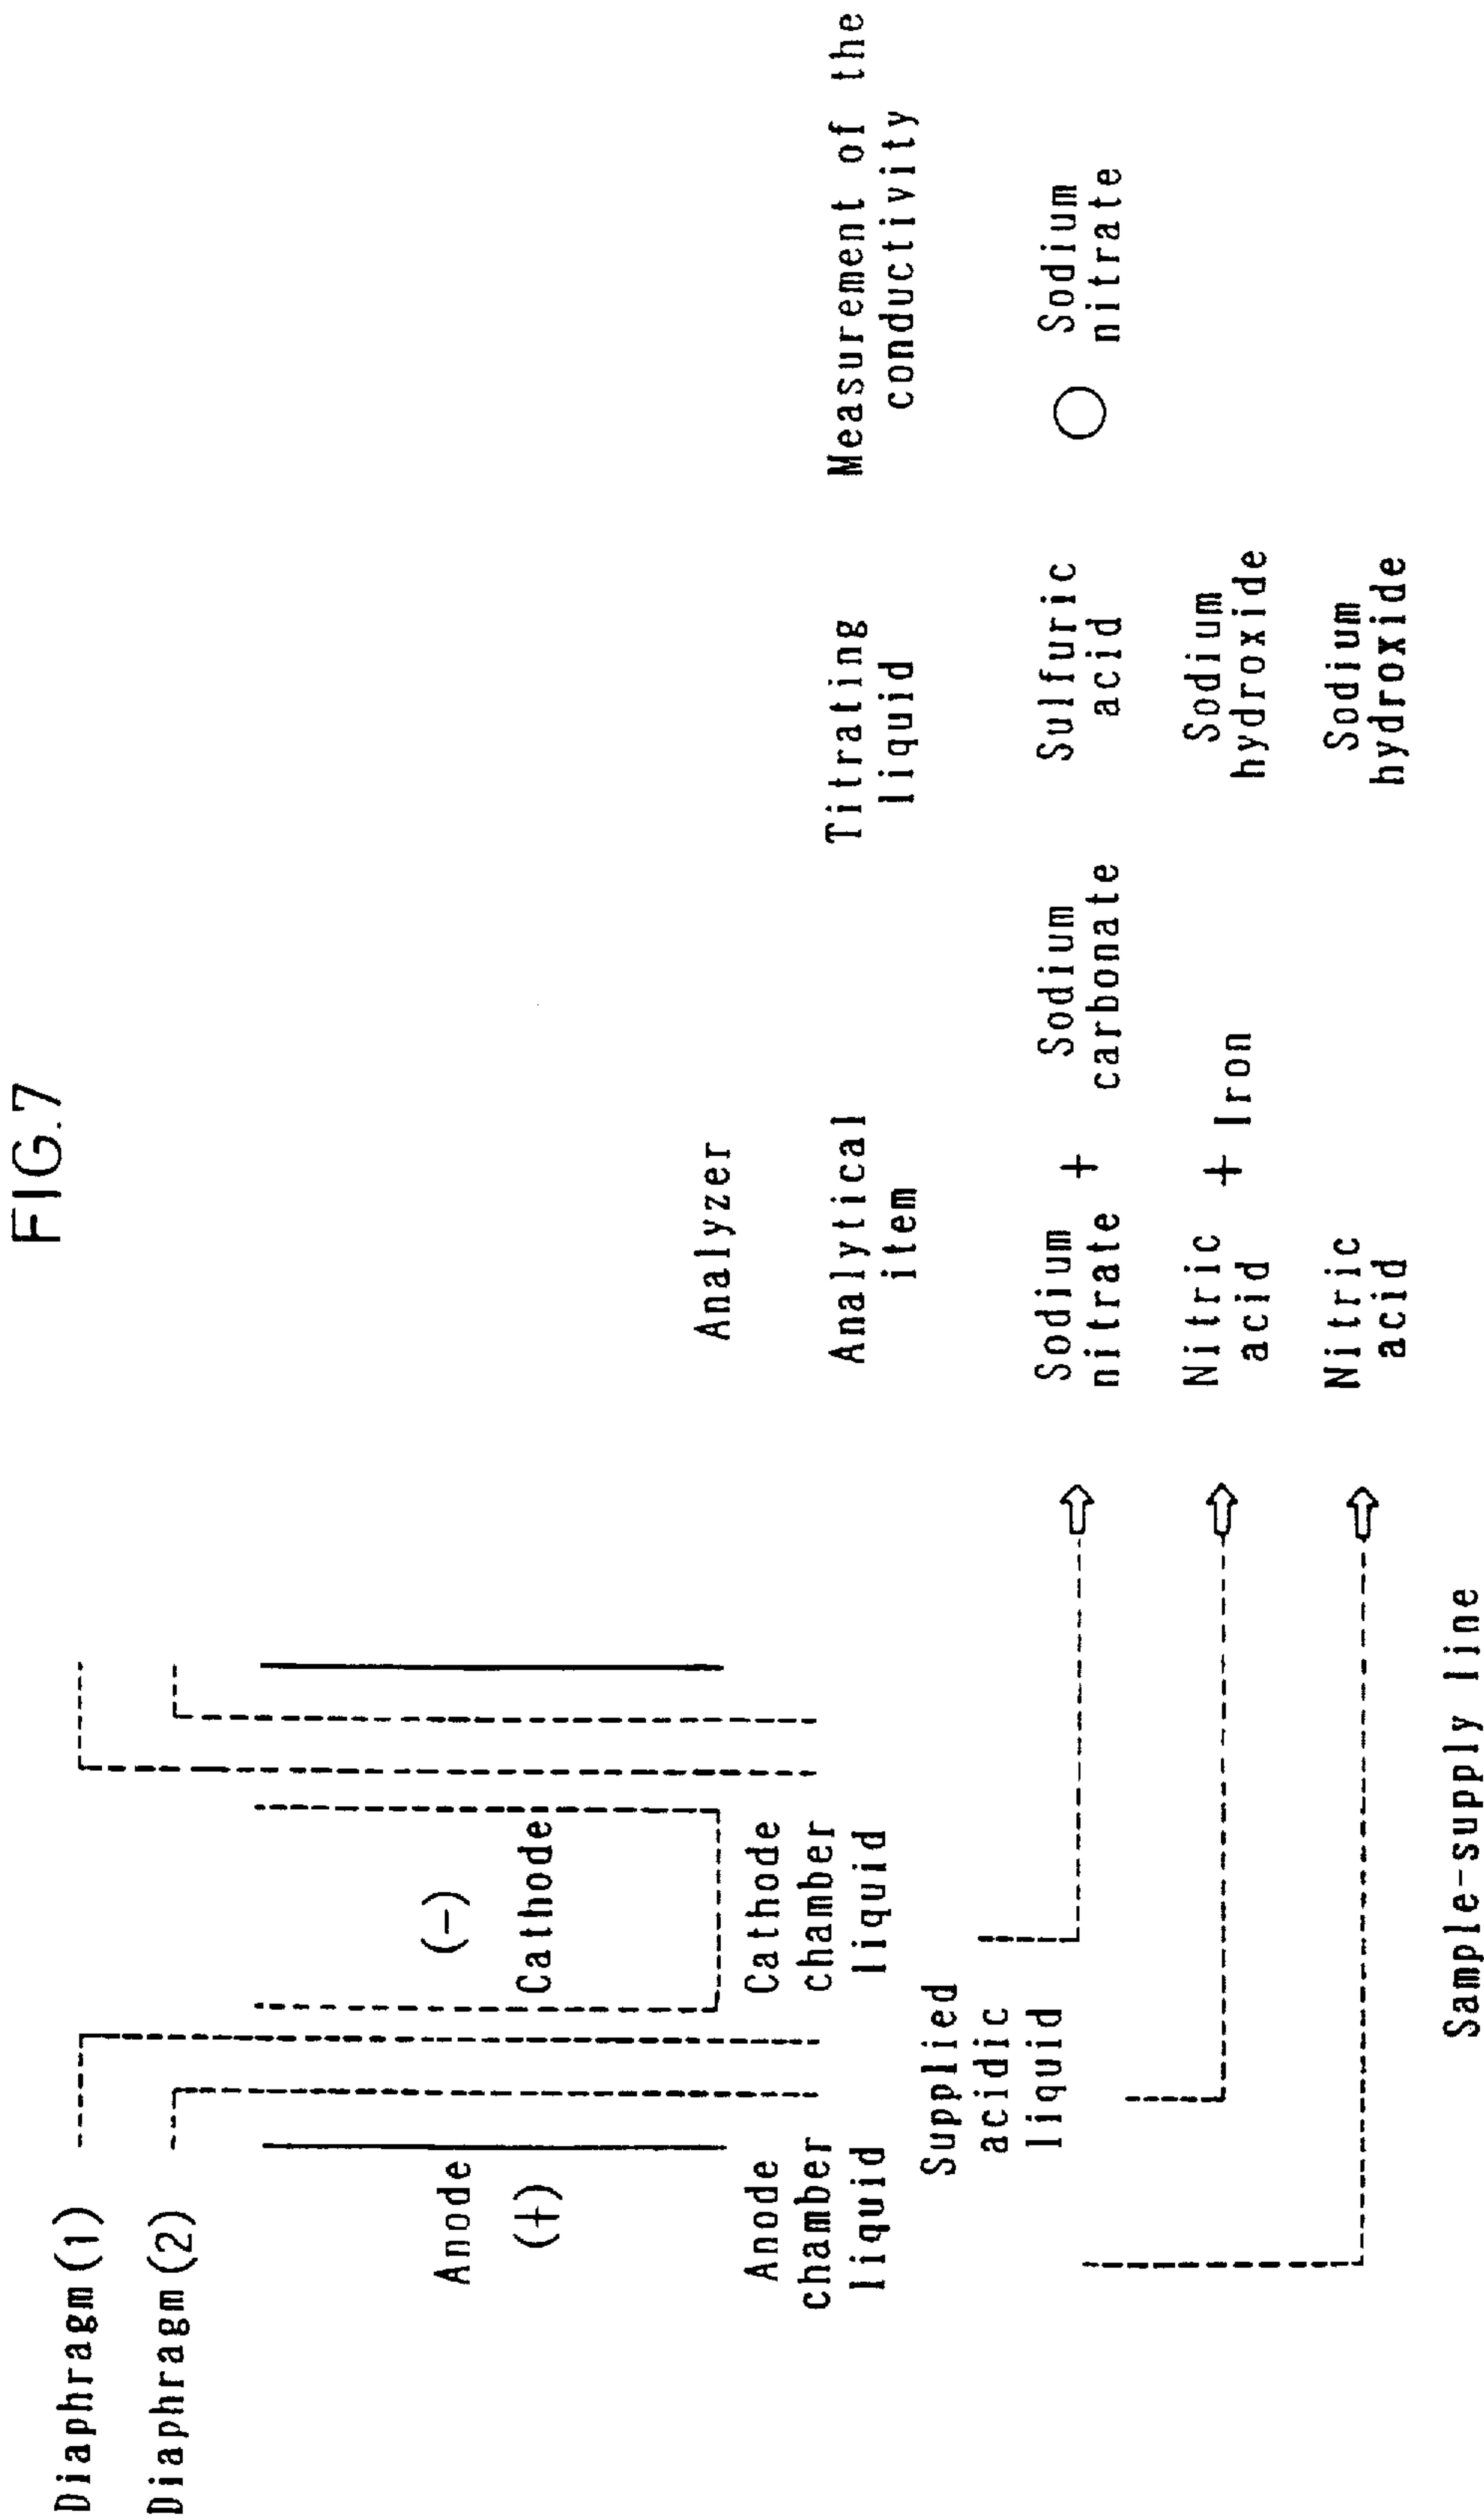 FIG.7
Diaphragm(1)
Diaphragm(2)
Anode
(+)
(-)
Cathode
Anode
chamber
liquid
Cathode
chamber
liquid
Supplied
acidic
liquid
Sample-supply line
Analyzer
Analytical
item
Titrating
liquid
Measurement of the
conductivity
Sodium
nitrate
+
Sodium
carbonate
Sulfuric
acid
Sodium
nitrate
Nitric
acid
+ Iron
Sodium
hydroxide
Nitric
acid
Sodium
hydroxide